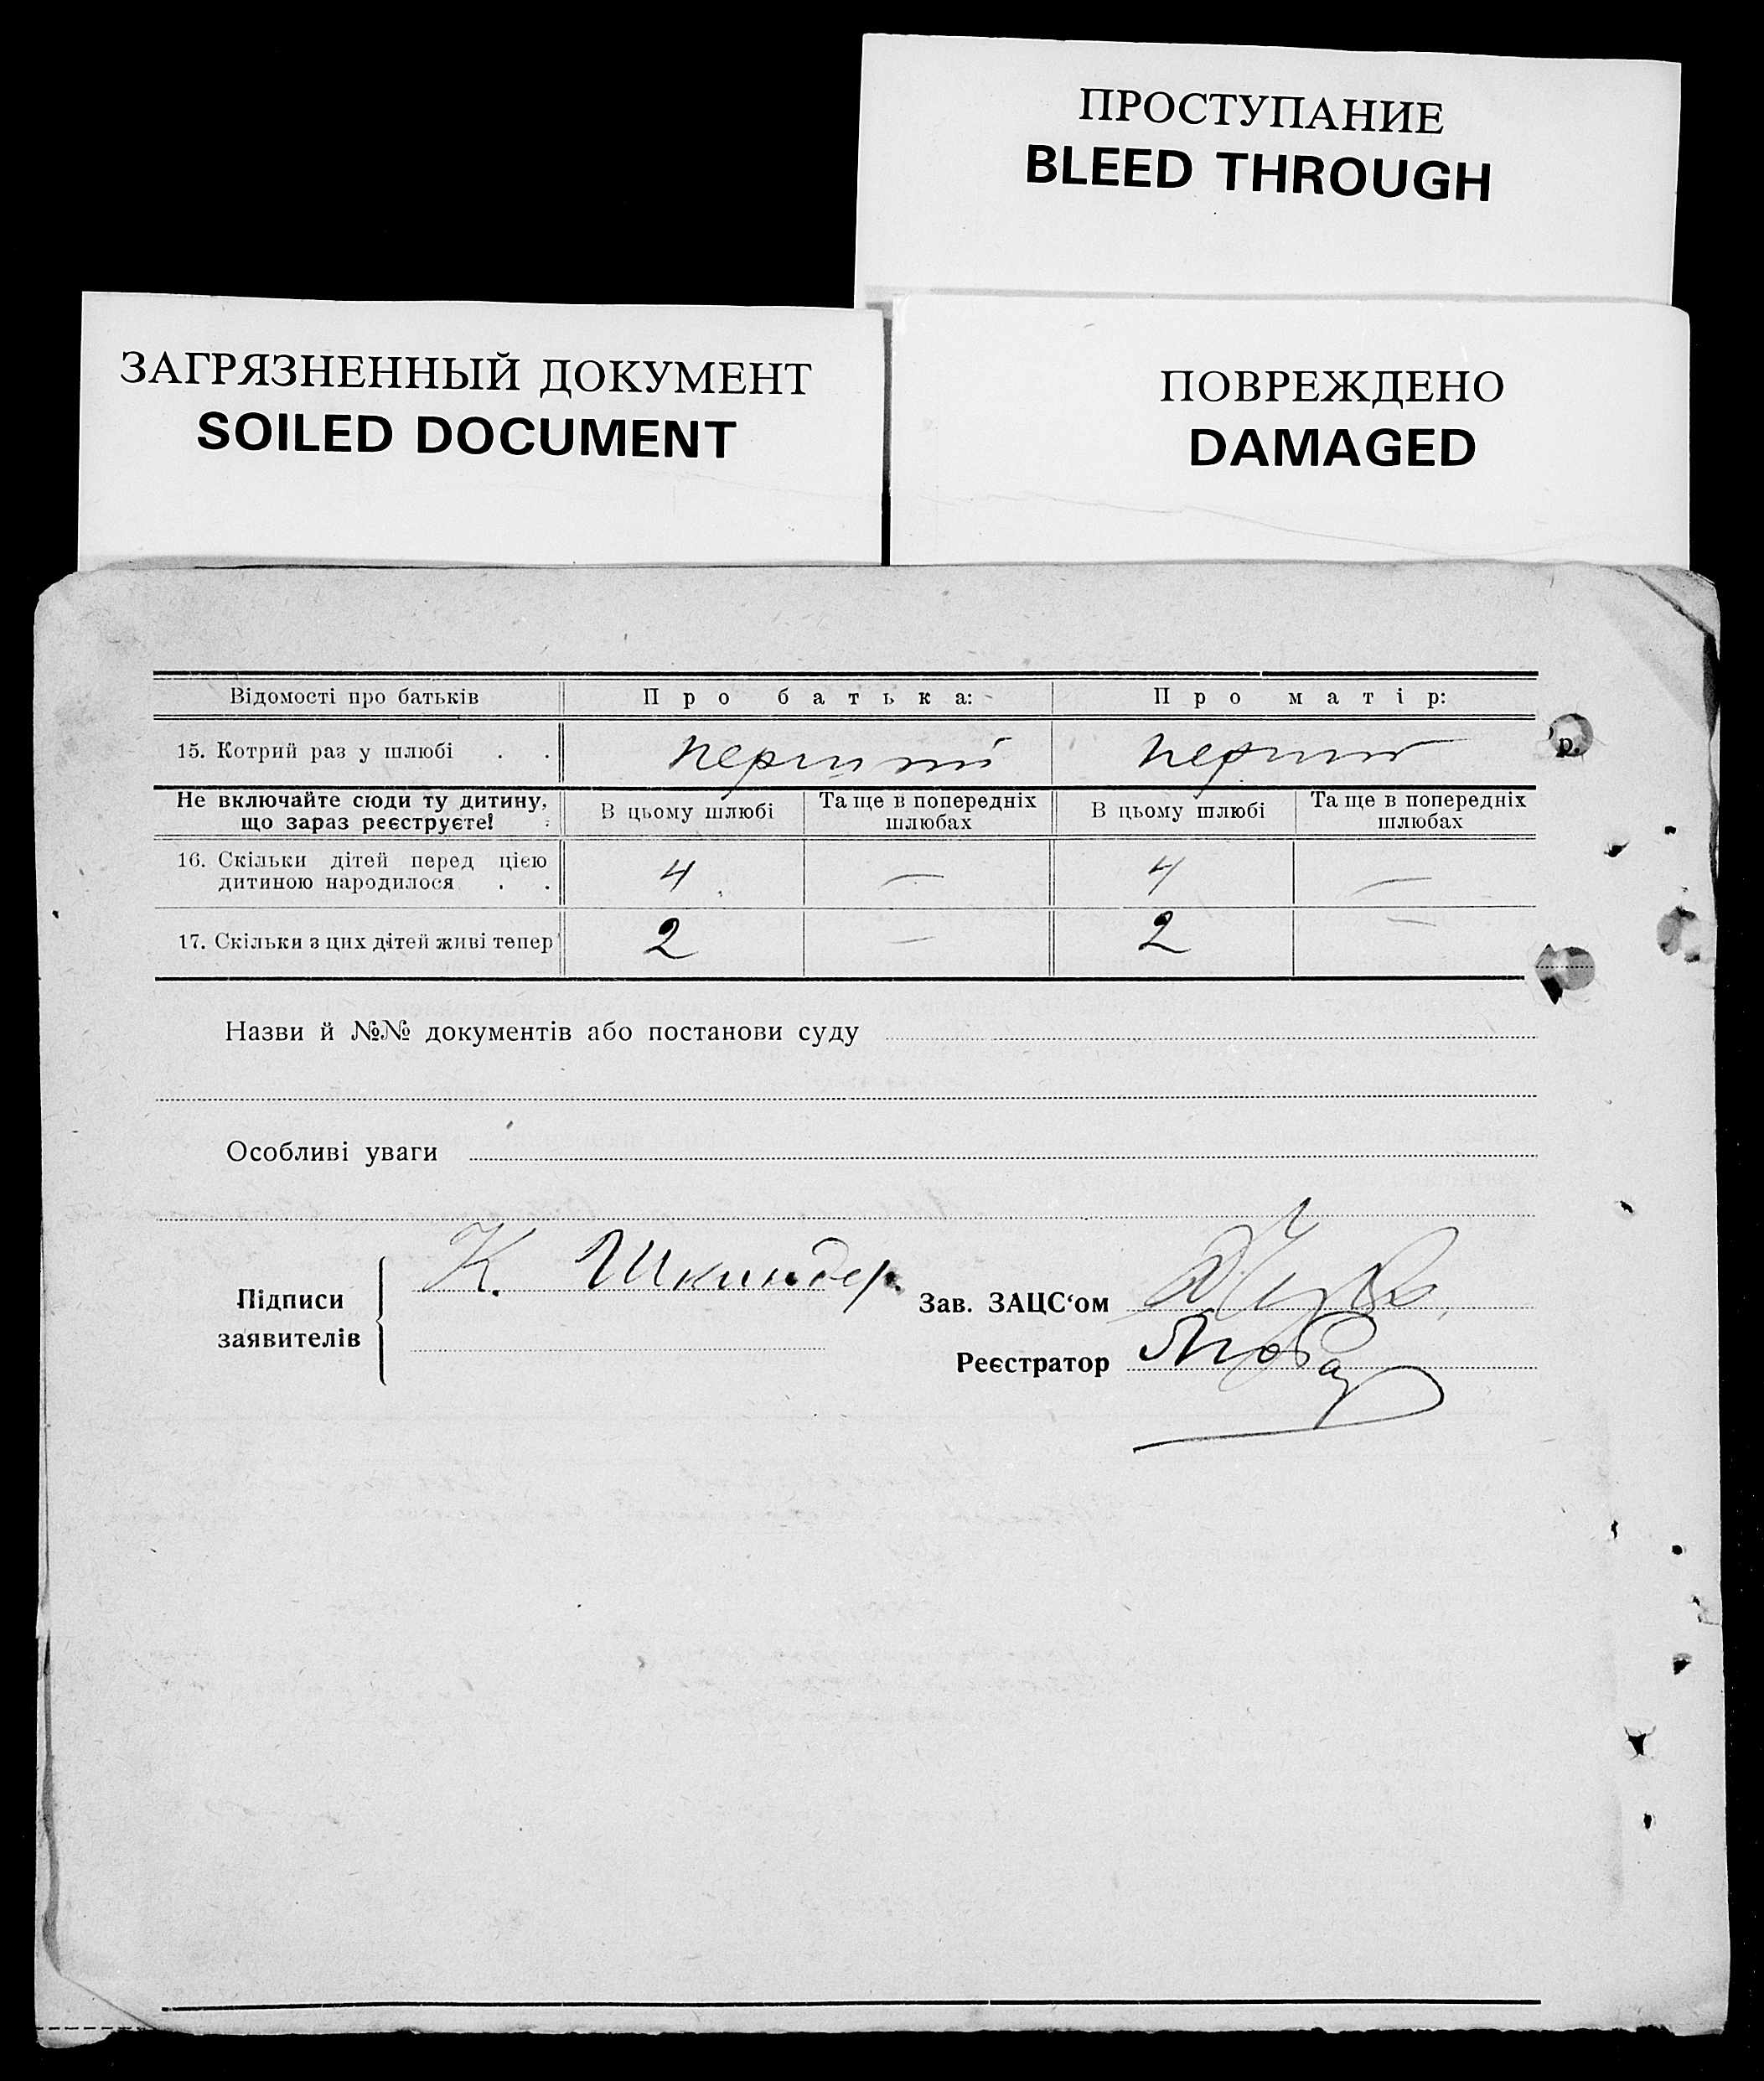 ПРОСТУПАНИЕ
BLEED THROUGH
ЗАГРЯЗНЕННЫЙ ДОКУМЕНТ
SOILED DOCUMENT
ПОВРЕЖДЕНО
DAMAGED
Відомості про батьків Про батька: Про матір:
15. Котрий раз у шлюбі . . перший перший
р.
Не включайте сюди ту дитину, що зараз реєструєте!
В цьому шлюбі Та ще в попередніх шлюбах В цьому шлюбі Та ще в попередніх шлюбах
16. Скільки дітей перед цією
дитиною народилося . . 4 — 4 —
17. Скільки з цих дітей живі тепер 2 — 2 —
Назви й №№ документів або постанови суду
Особливі уваги
Підписи
заявителів
К. Шкиндер
Зав. ЗАЦС‘ом
Реєстратор